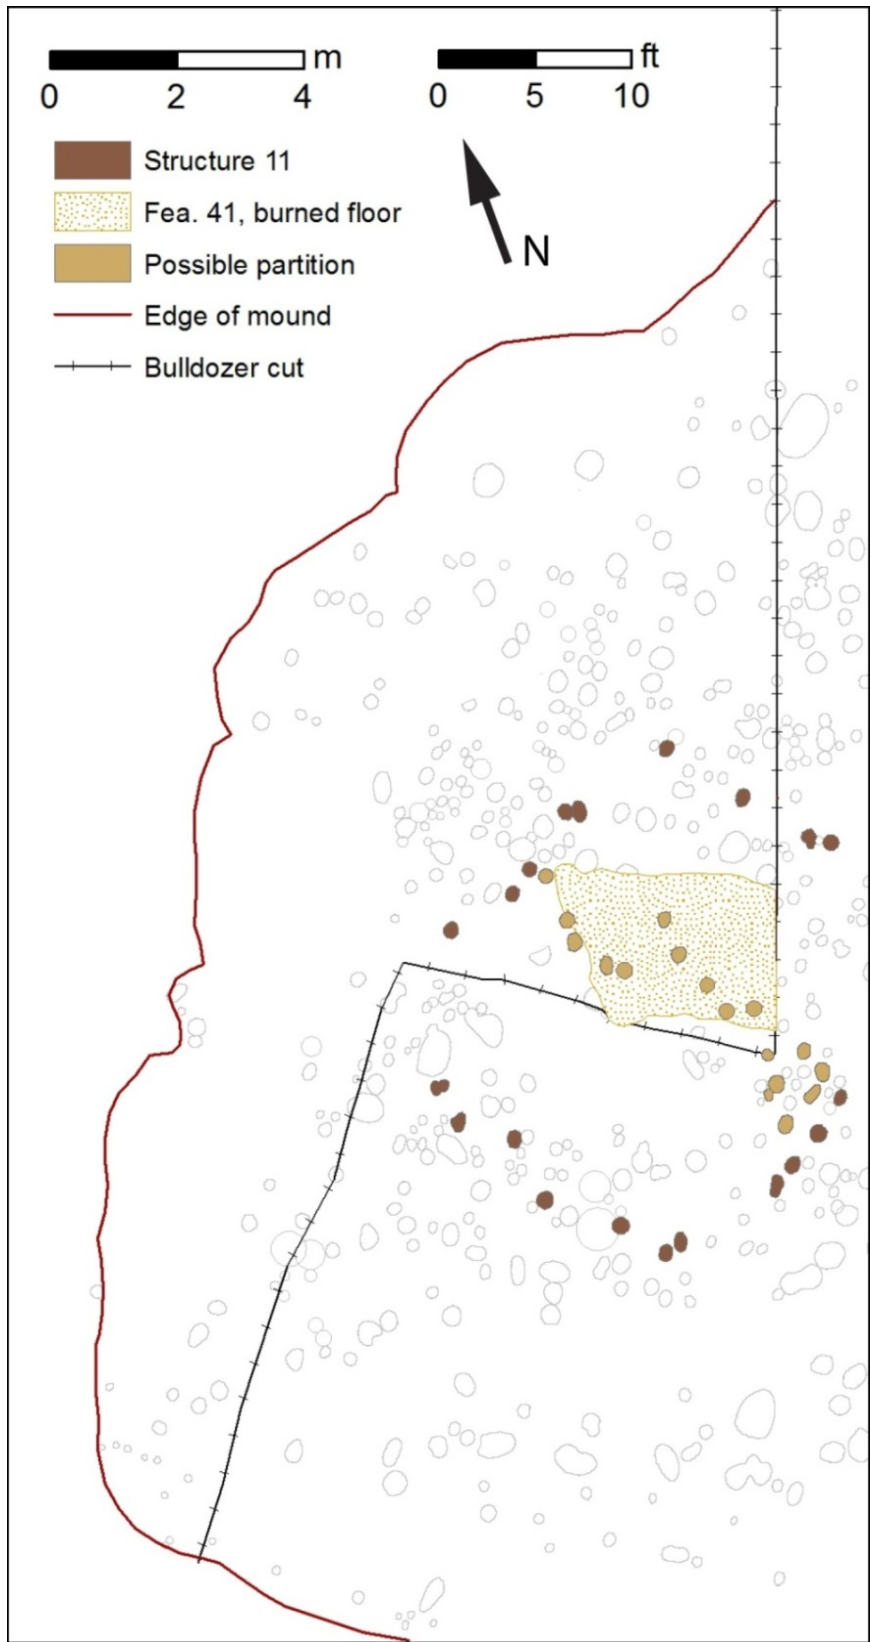 m
ft
0 2 4
0 5 10
Structure 11
Fea. 41, burned floor
N
Possible partition
Edge of mound
Bulldozer cut